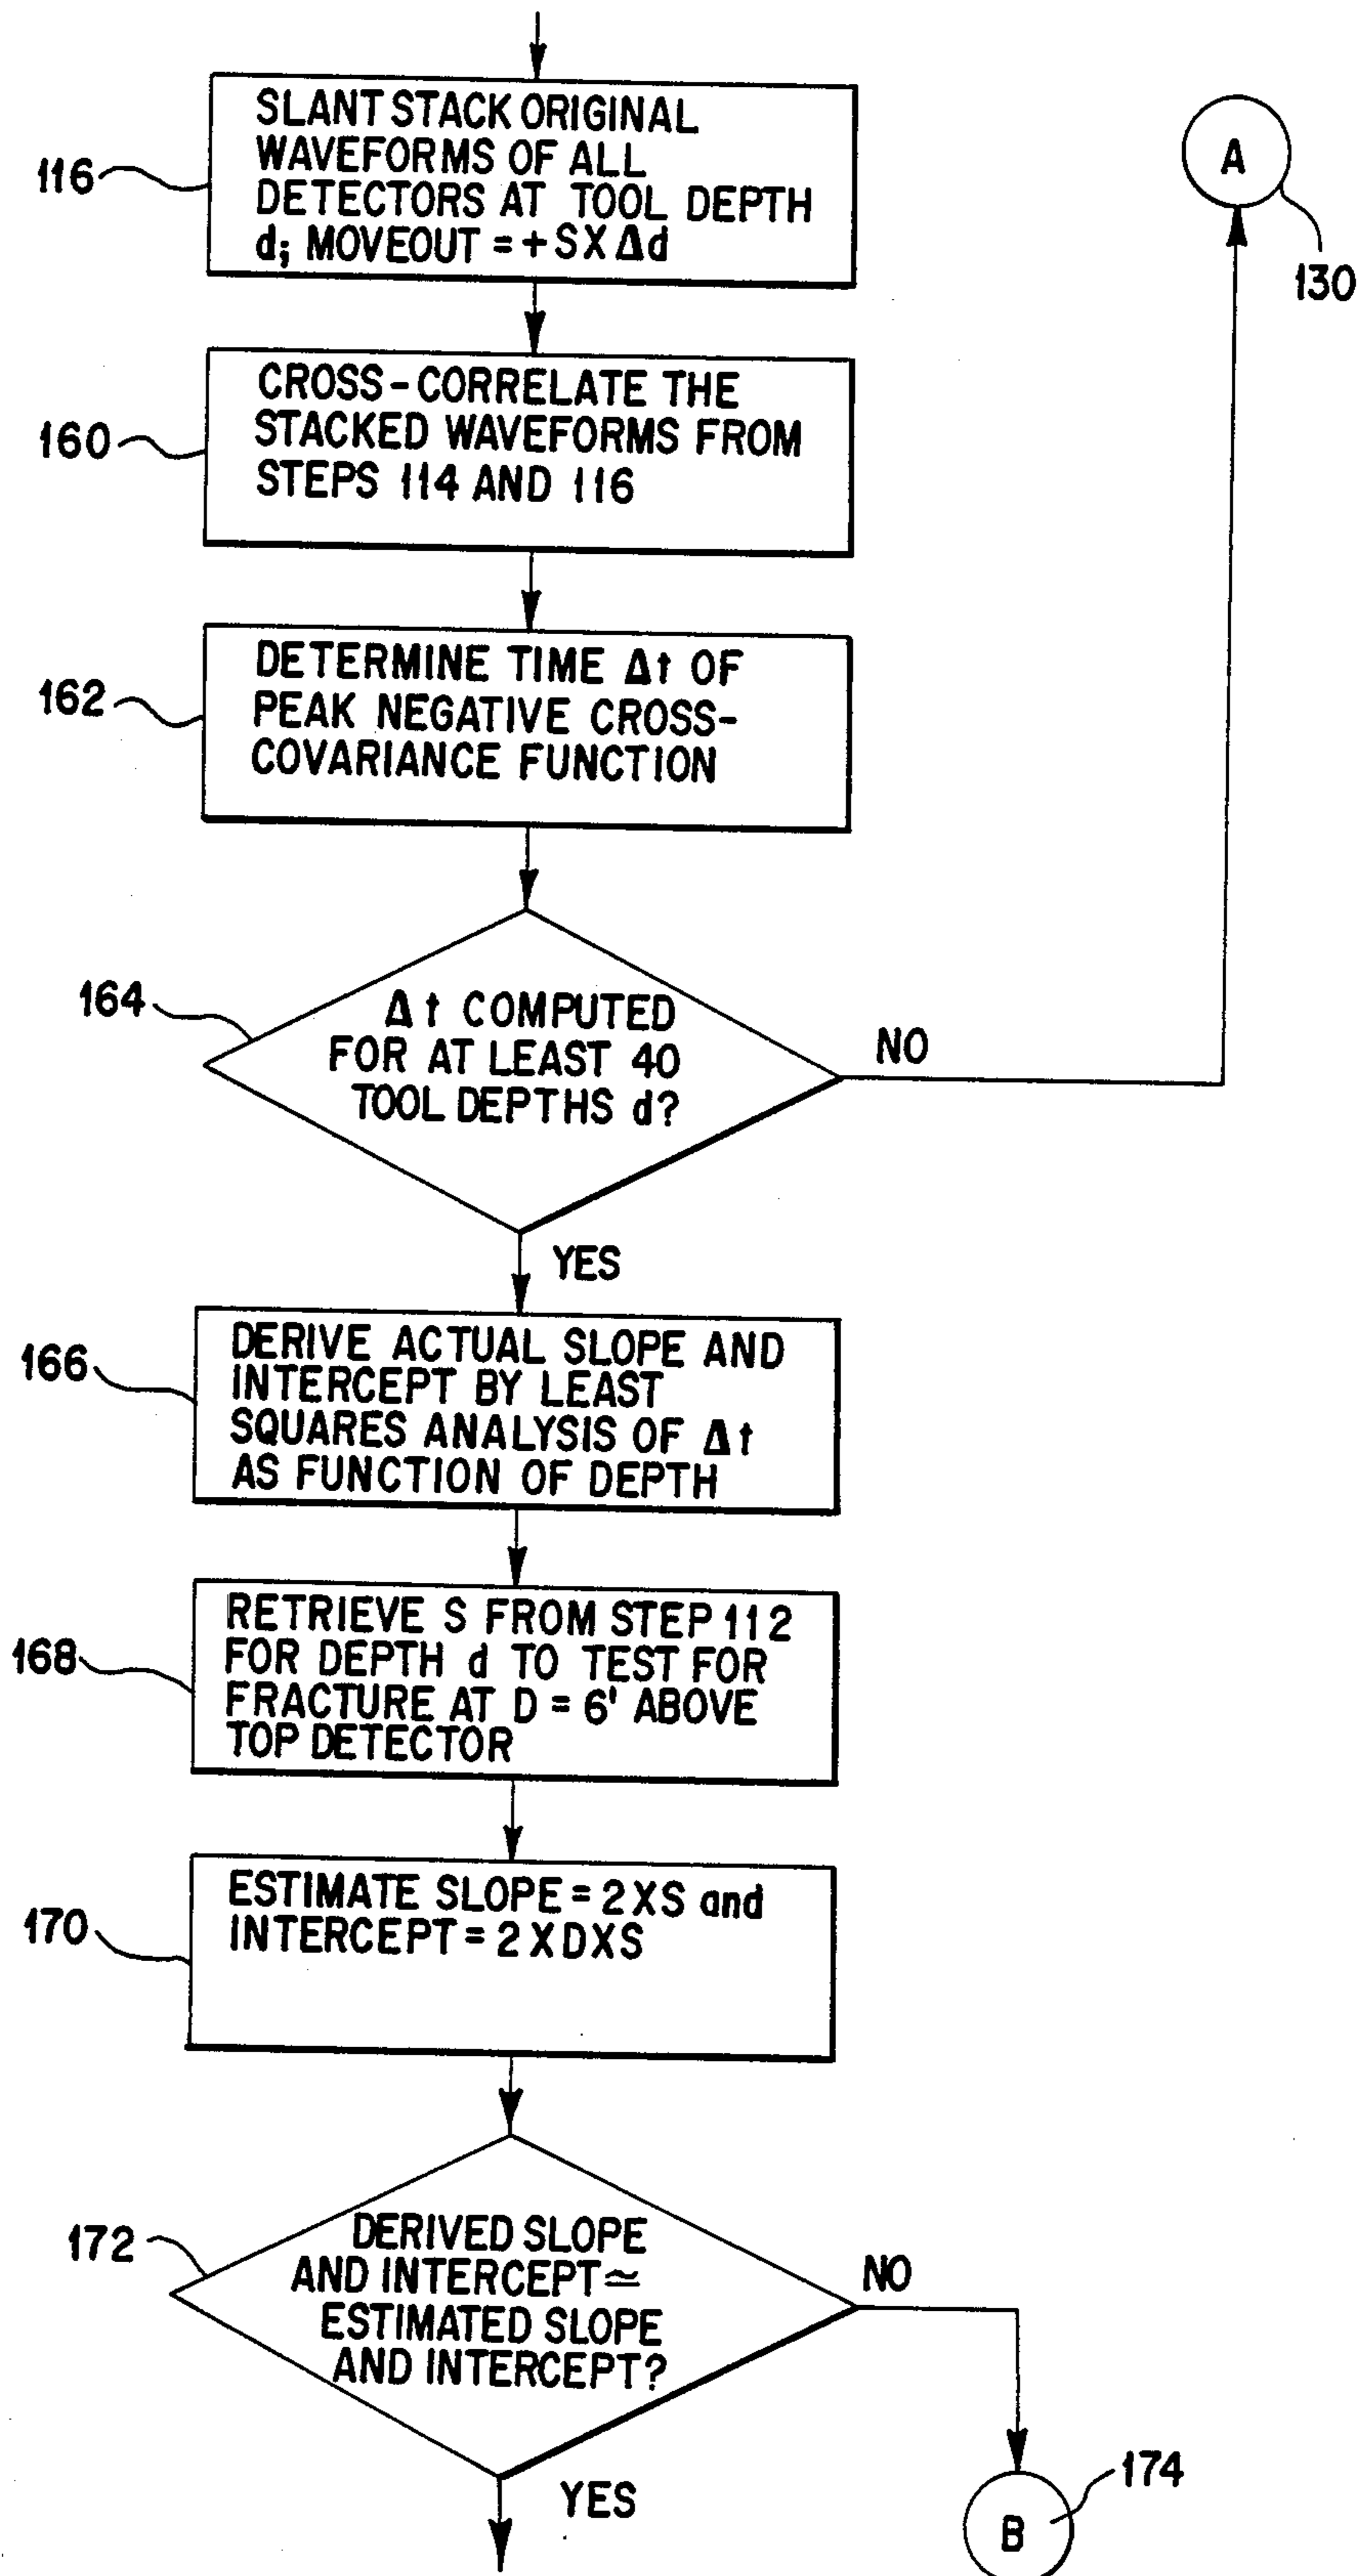 SLANT STACK ORIGINAL
WAVEFORMS OF ALL
DETECTORS AT TOOL DEPTH
d; MOVEOUT = + S X Δd
116
A
130
CROSS-CORRELATE THE
STACKED WAVEFORMS FROM
STEPS 114 AND 116
160
DETERMINE TIME Δt OF
PEAK NEGATIVE CROSS-
COVARIANCE FUNCTION
162
Δt COMPUTED
FOR AT LEAST 40
TOOL DEPTHS d?
164
NO
YES
DERIVE ACTUAL SLOPE AND
INTERCEPT BY LEAST
SQUARES ANALYSIS OF Δt
AS FUNCTION OF DEPTH
166
RETRIEVE S FROM STEP 112
FOR DEPTH d TO TEST FOR
FRACTURE AT D = 6' ABOVE
TOP DETECTOR
168
ESTIMATE SLOPE = 2 X S and
INTERCEPT = 2 X D X S
170
DERIVED SLOPE
AND INTERCEPT ≃
ESTIMATED SLOPE
AND INTERCEPT?
172
NO
YES
174
B